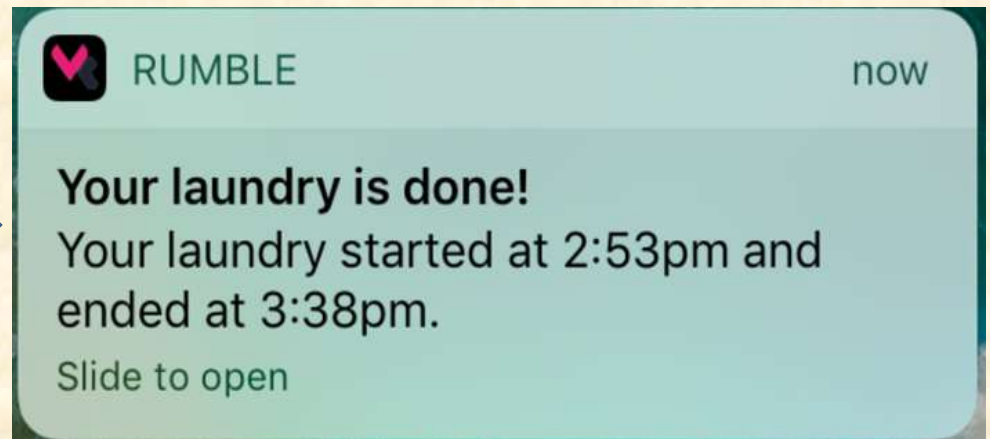 RUMBLE
now
Your laundry is done!
Your laundry started at 2:53pm and
ended at 3:38pm.
Slide to open